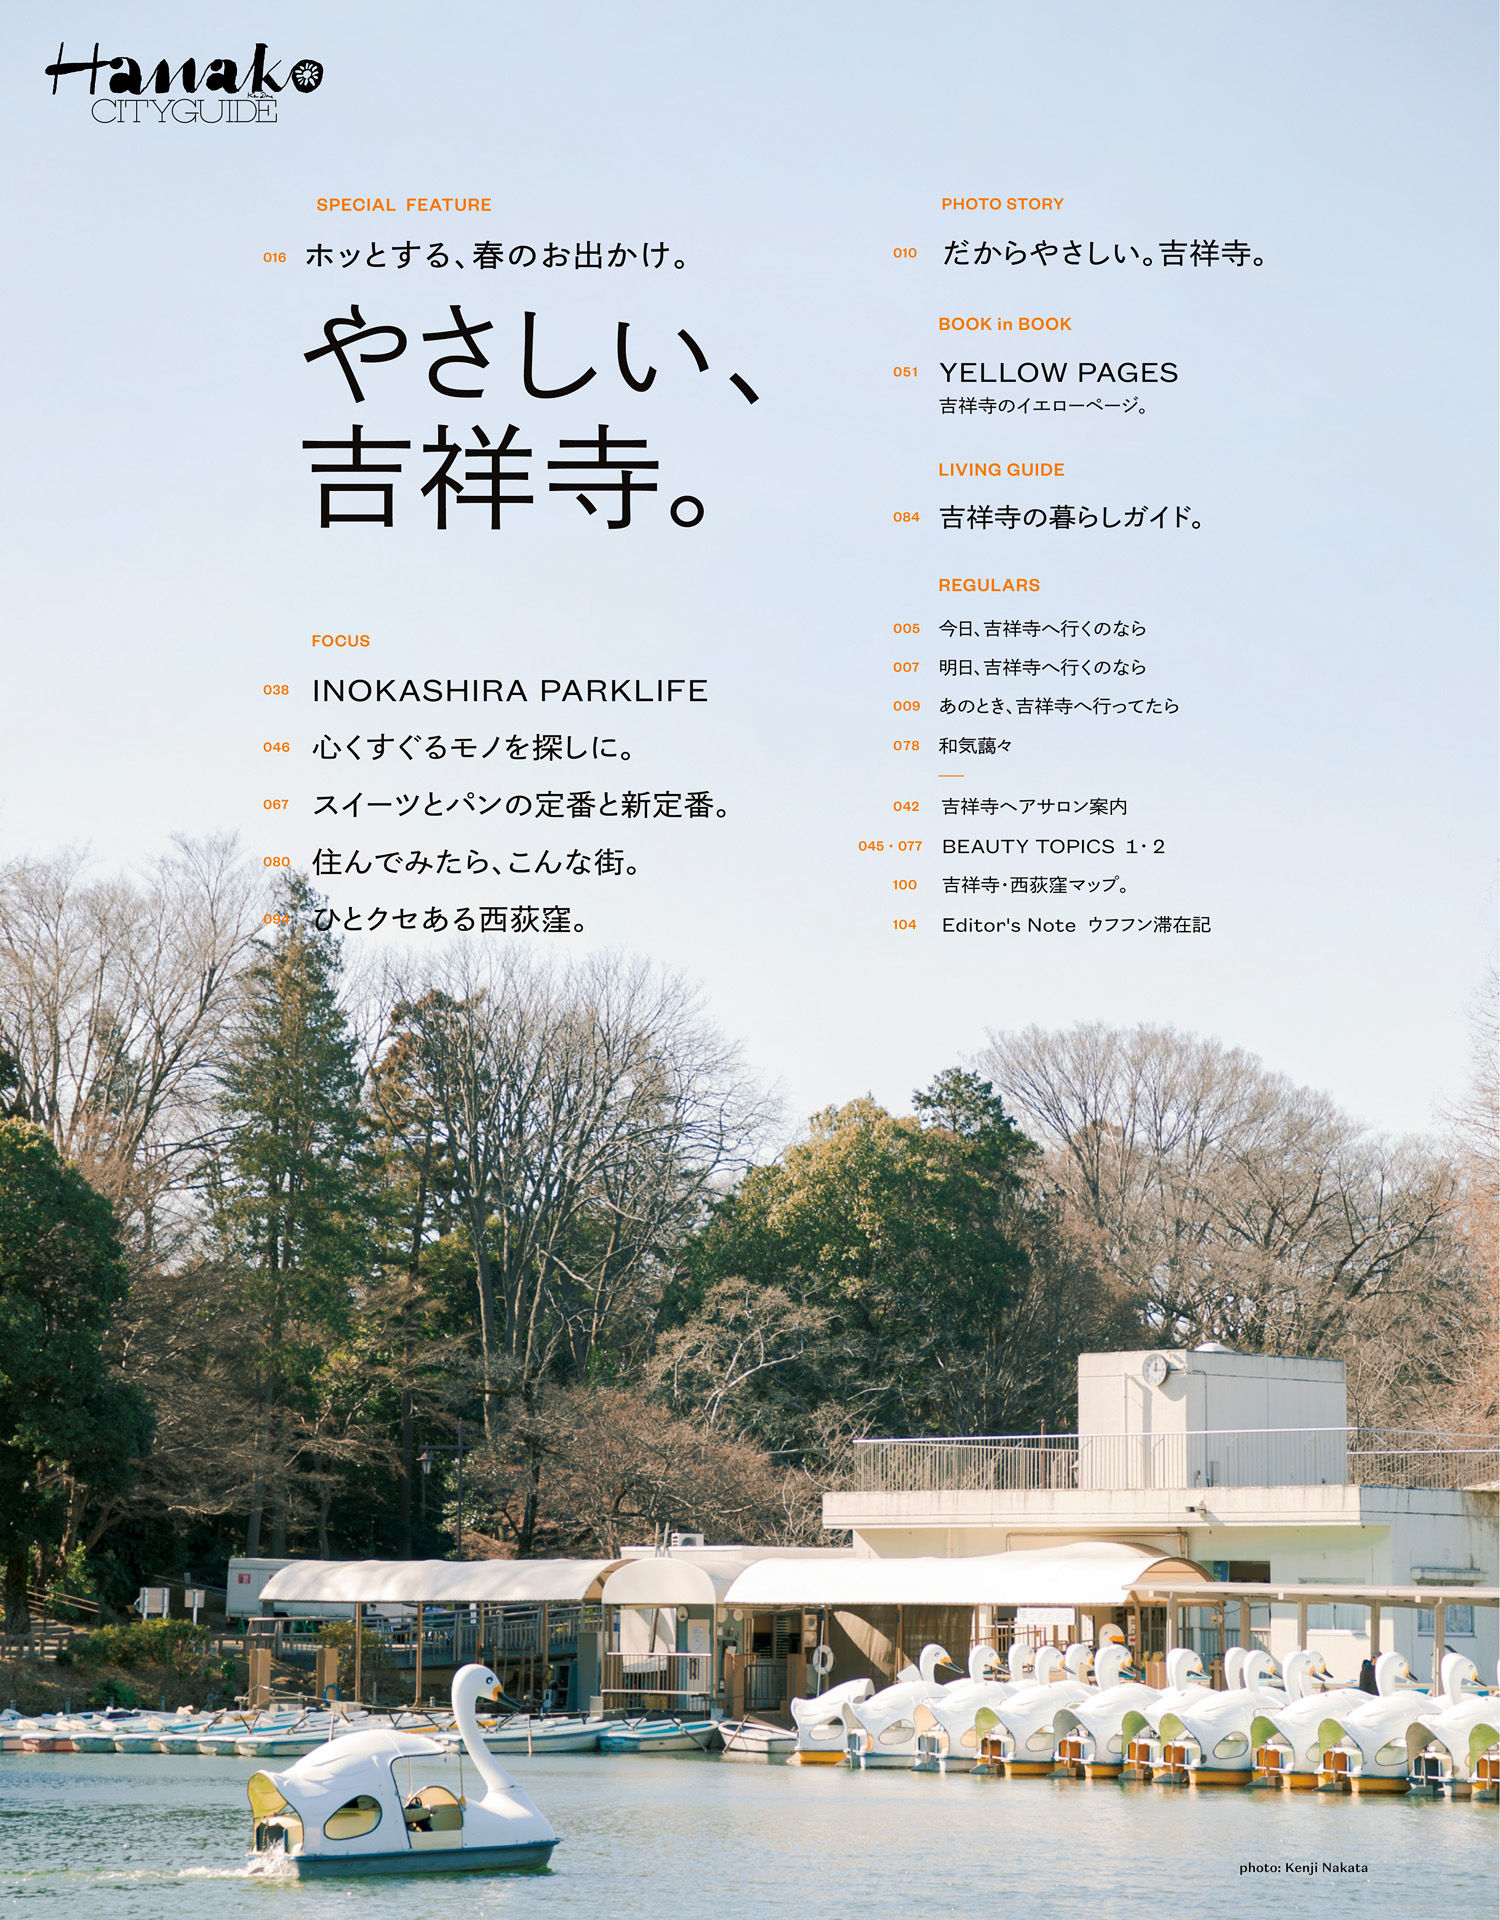 Hanako
CITYGUIDE
SPECIAL FEATURE
016 ホッとする、春のお出かけ。
やさしい、
吉祥寺。
FOCUS
038 INOKASHIRA PARKLIFE
046 心くすぐるモノを探しに。
067 スイーツとパンの定番と新定番。
080 住んでみたら、こんな街。
094 ひとクセある西荻窪。
PHOTO STORY
010 だからやさしい。吉祥寺。
BOOK in BOOK
051 YELLOW PAGES
吉祥寺のイエローページ。
LIVING GUIDE
084 吉祥寺の暮らしガイド。
REGULARS
005 今日、吉祥寺へ行くのなら
007 明日、吉祥寺へ行くのなら
009 あのとき、吉祥寺へ行ってたら
078 和気藹々
042 吉祥寺ヘアサロン案内
045・077 BEAUTY TOPICS 1・2
100 吉祥寺・西荻窪マップ。
104 Editor's Note ウフフン滞在記
photo: Kenji Nakata